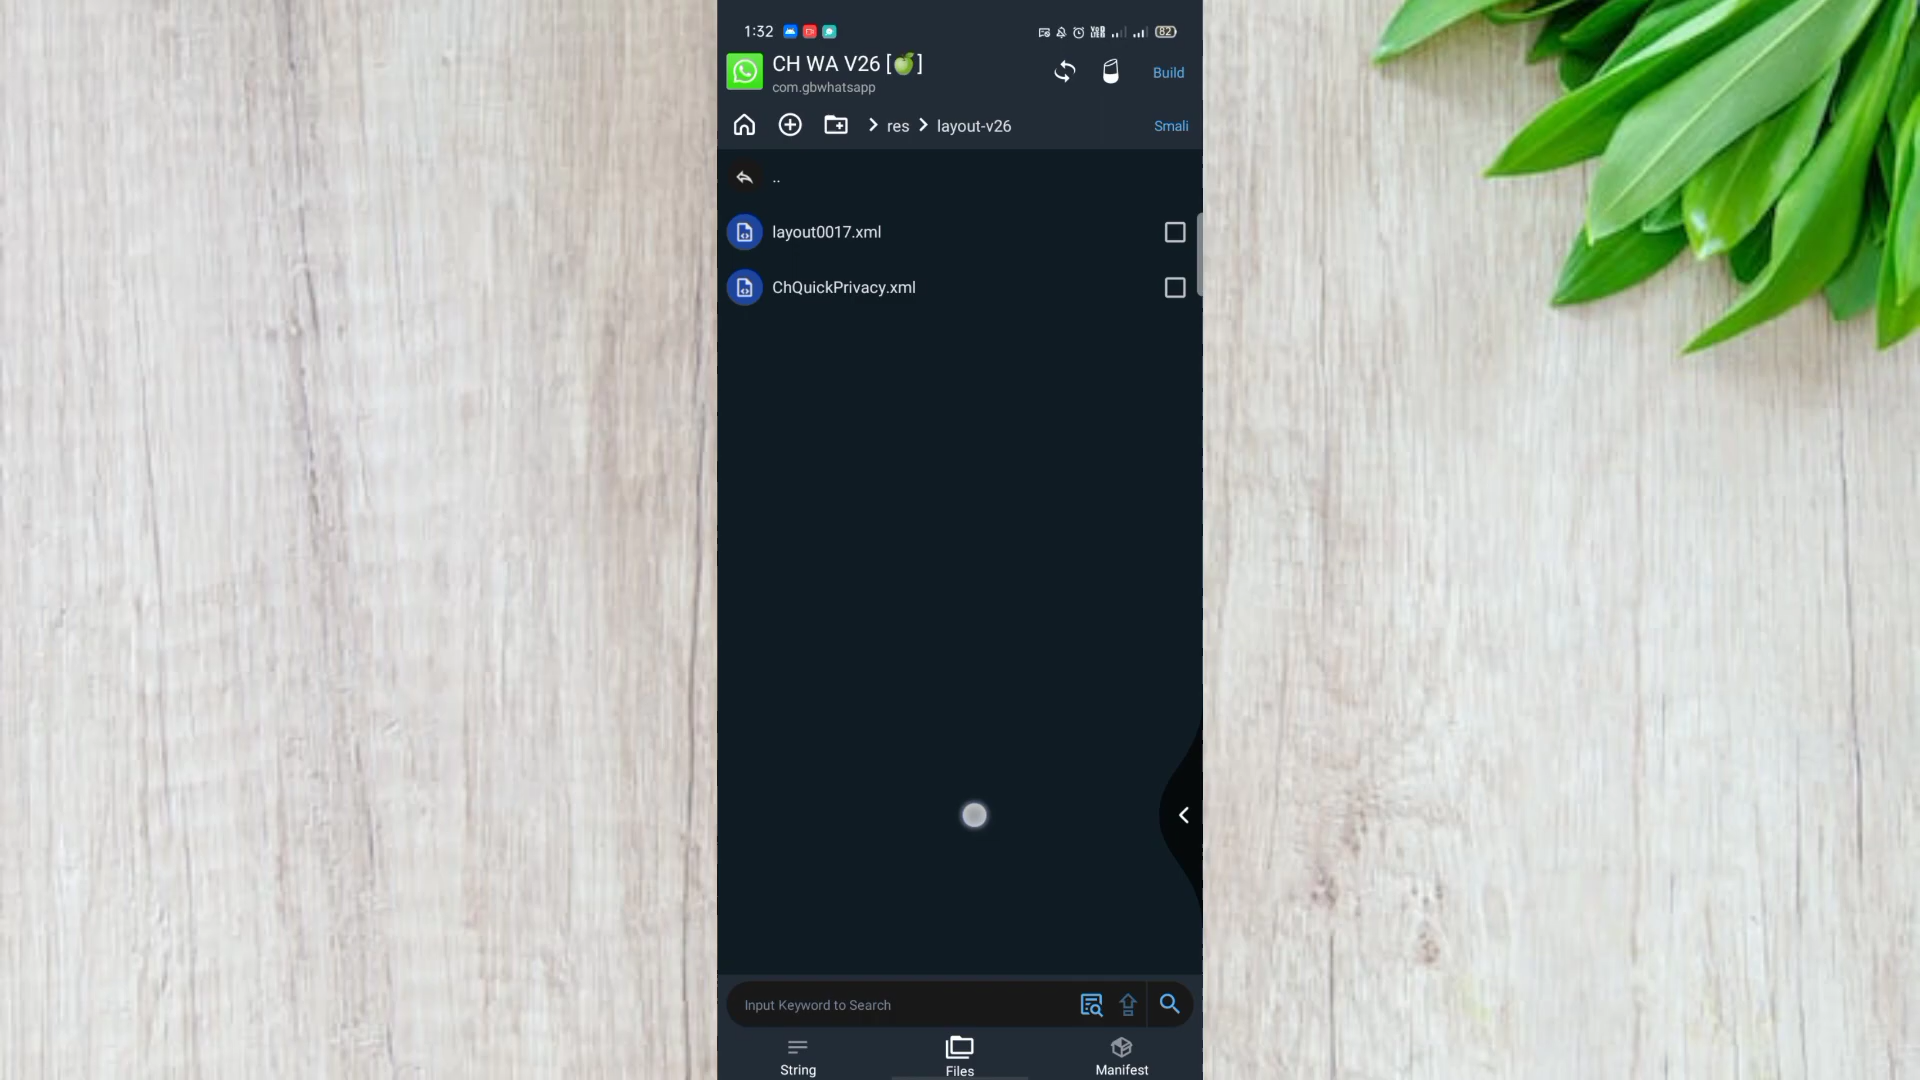 1:32
82
CH WA V26 [🍏]
com.gbwhatsapp
Build
res
layout-v26
Smali
..
layout0017.xml
ChQuickPrivacy.xml
Input Keyword to Search
String
Files
Manifest